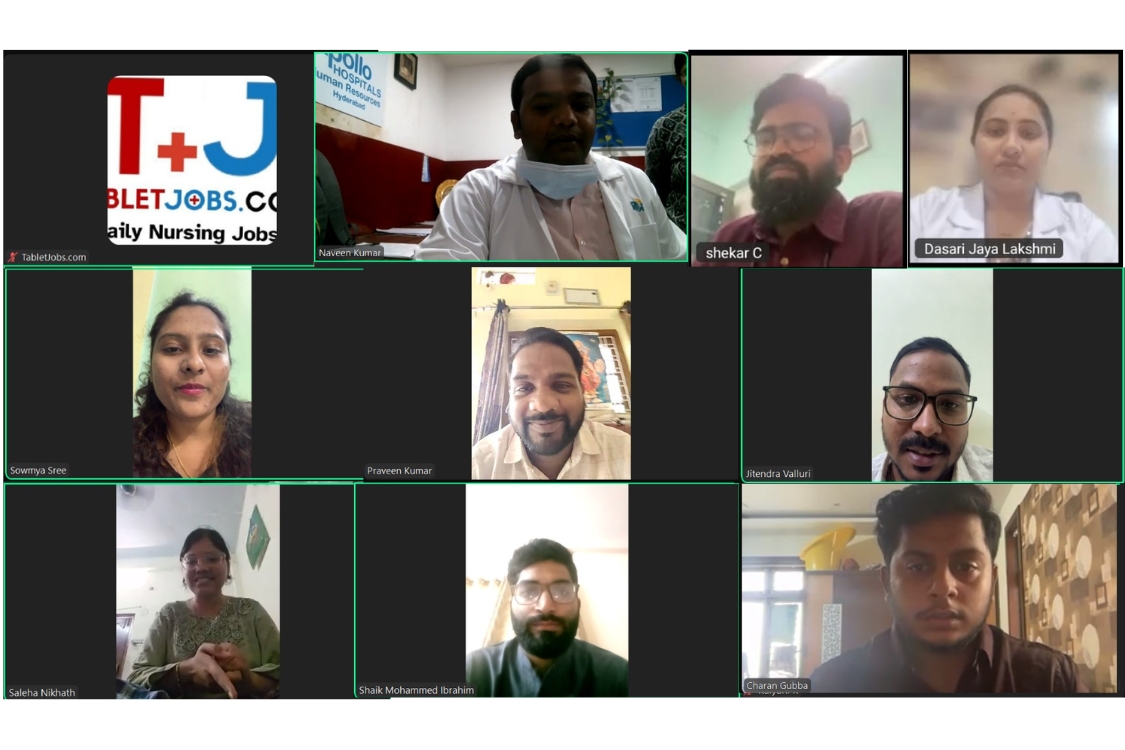 T+J
BLETJOBS.CO
aily Nursing Jobs
TabletJobs.com
pollo
HOSPITALS
uman Resources
Hyderabad
Naveen Kumar
shekar C
Dasari Jaya Lakshmi
Sowmya Sree
Praveen Kumar
Jitendra Valluri
Saleha Nikhath
Shaik Mohammed Ibrahim
Charan Gubba